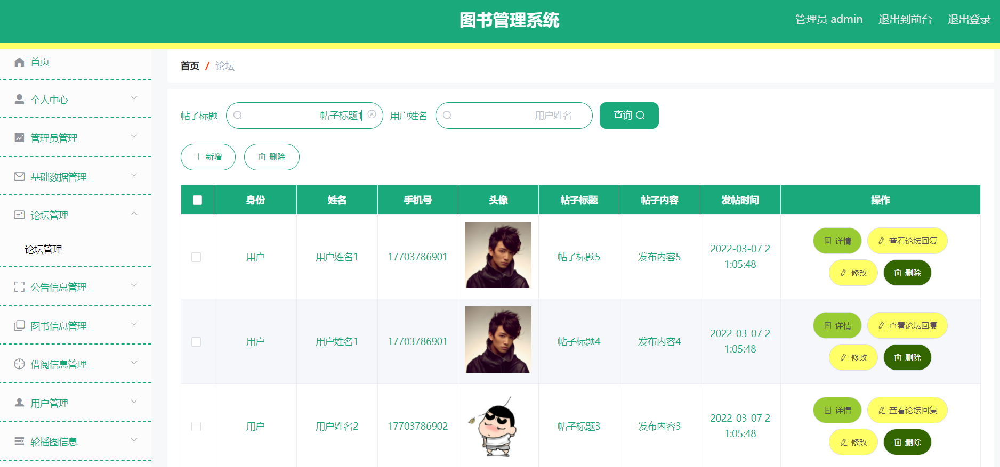 图书管理系统
管理员 admin 退出到前台 退出登录
首页
个人中心
管理员管理
基础数据管理
论坛管理
论坛管理
公告信息管理
图书信息管理
借阅信息管理
用户管理
轮播图信息
首页 / 论坛
帖子标题 帖子标题1 用户姓名 用户姓名 查询
新增 删除
身份 姓名 手机号 头像 帖子标题 帖子内容 发帖时间 操作
用户 用户姓名1 17703786901 帖子标题5 发布内容5 2022-03-07 2
1:05:48
详情 查看论坛回复
修改 删除
用户 用户姓名1 17703786901 帖子标题4 发布内容4 2022-03-07 2
1:05:48
详情 查看论坛回复
修改 删除
用户 用户姓名2 17703786902 帖子标题3 发布内容3 2022-03-07 2
1:05:48
详情 查看论坛回复
修改 删除